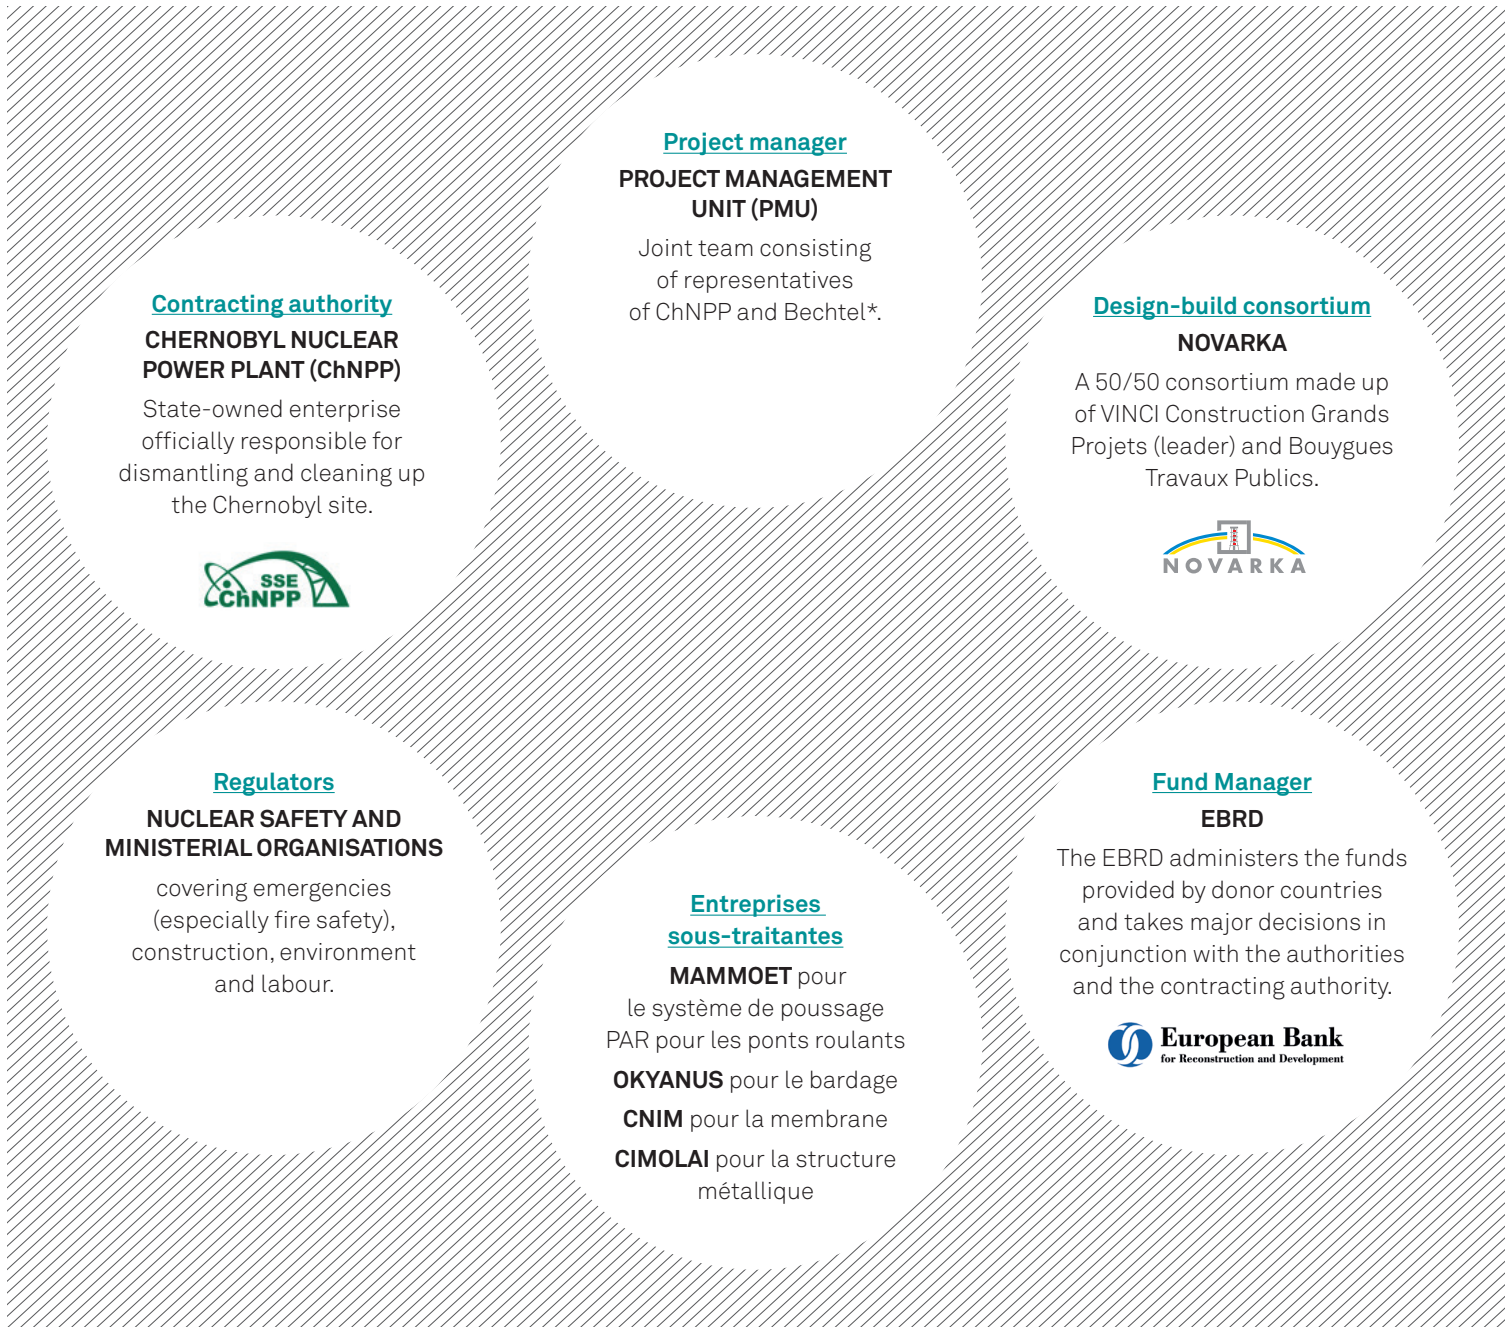 Project manager
PROJECT MANAGEMENT
UNIT (PMU)
Joint team consisting
of representatives
of ChNPP and Bechtel*.
Contracting authority
CHERNOBYL NUCLEAR
POWER PLANT (ChNPP)
State-owned enterprise
officially responsible for
dismantling and cleaning up
the Chernobyl site.
SSE
ChNPP
Design-build consortium
NOVARKA
A 50/50 consortium made up
of VINCI Construction Grands
Projets (leader) and Bouygues
Travaux Publics.
NOVARKA
Regulators
NUCLEAR SAFETY AND
MINISTERIAL ORGANISATIONS
covering emergencies
(especially fire safety),
construction, environment
and labour.
Entreprises
sous-traitantes
MAMMOET pour
le système de poussage
PAR pour les ponts roulants
OKYANUS pour le bardage
CNIM pour la membrane
CIMOLAI pour la structure
métallique
Fund Manager
EBRD
The EBRD administers the funds
provided by donor countries
and takes major decisions in
conjunction with the authorities
and the contracting authority.
European Bank
for Reconstruction and Development